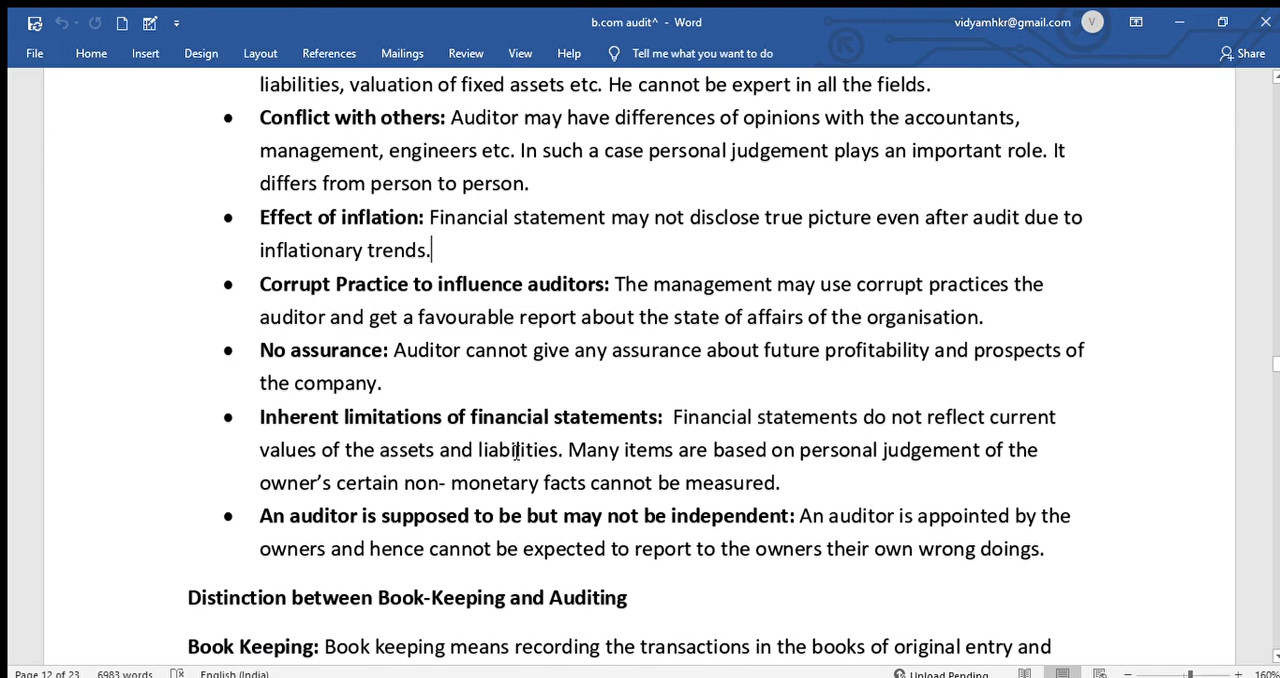 b.com audit^ - Word
vidyamhkr@gmail.com V
File Home Insert Design Layout References Mailings Review View Help Tell me what you want to do Share
liabilities, valuation of fixed assets etc. He cannot be expert in all the fields.
● Conflict with others: Auditor may have differences of opinions with the accountants,
management, engineers etc. In such a case personal judgement plays an important role. It
differs from person to person.
● Effect of inflation: Financial statement may not disclose true picture even after audit due to
inflationary trends.
● Corrupt Practice to influence auditors: The management may use corrupt practices the
auditor and get a favourable report about the state of affairs of the organisation.
● No assurance: Auditor cannot give any assurance about future profitability and prospects of
the company.
● Inherent limitations of financial statements: Financial statements do not reflect current
values of the assets and liabilities. Many items are based on personal judgement of the
owner’s certain non- monetary facts cannot be measured.
● An auditor is supposed to be but may not be independent: An auditor is appointed by the
owners and hence cannot be expected to report to the owners their own wrong doings.
Distinction between Book-Keeping and Auditing
Book Keeping: Book keeping means recording the transactions in the books of original entry and
Page 12 of 23 6983 words English (India) Upload Pending 160%